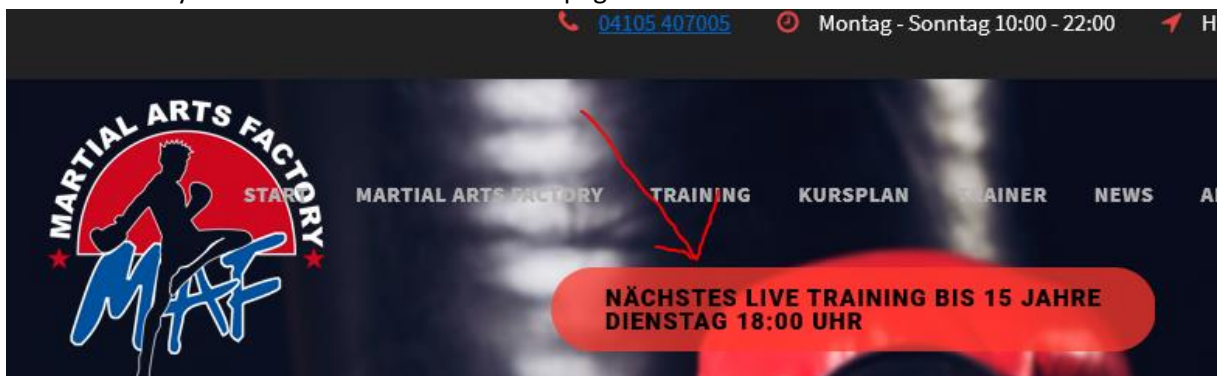 04105 407005 Montag - Sonntag 10:00 - 22:00 H
MARTIAL ARTS FACTORY
MAF
START MARTIAL ARTS FACTORY TRAINING KURSPLAN TRAINER NEWS
NÄCHSTES LIVE TRAINING BIS 15 JAHRE
DIENSTAG 18:00 UHR